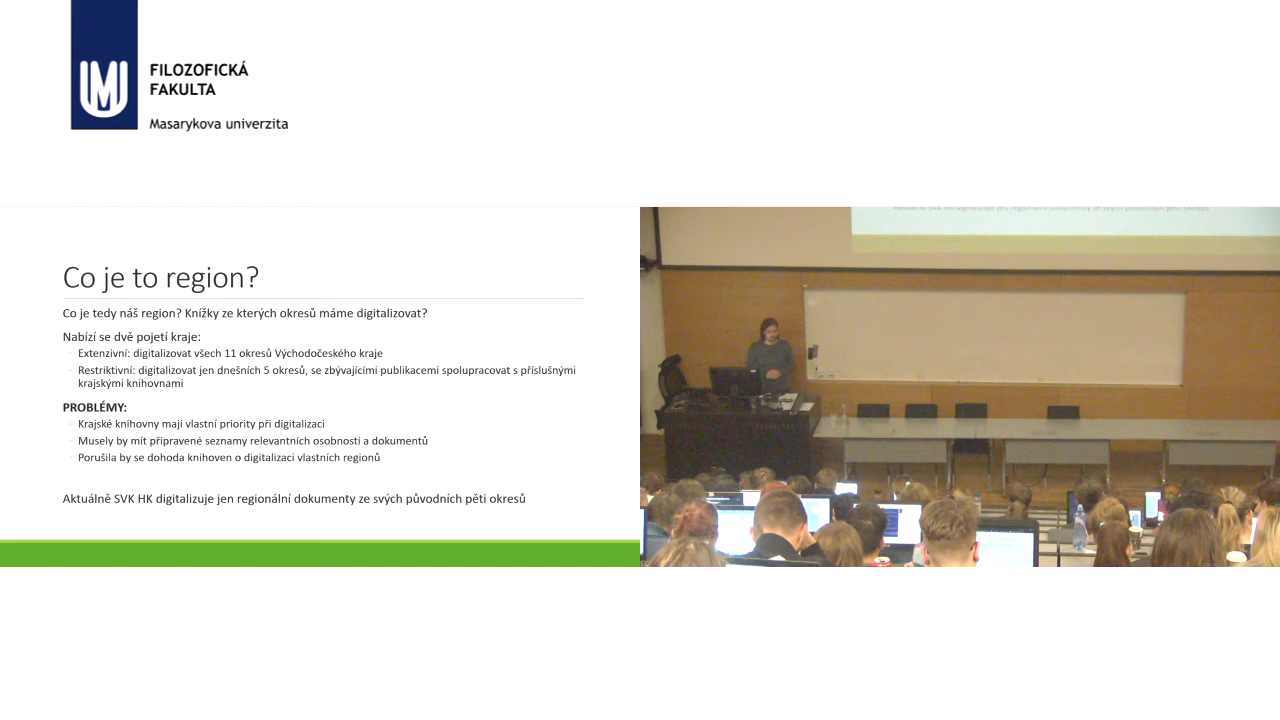 FILOZOFICKÁ
FAKULTA
Masarykova univerzita
Co je to region?
Co je tedy náš region? Knížky ze kterých okresů máme digitalizovat?
Nabízí se dvě pojetí kraje:
Extenzivní: digitalizovat všech 11 okresů Východočeského kraje
Restriktivní: digitalizovat jen dnešních 5 okresů, se zbývajícími publikacemi spolupracovat s příslušnými
krajskými knihovnami
PROBLÉMY:
Krajské knihovny mají vlastní priority při digitalizaci
Musely by mít připravené seznamy relevantních osobností a dokumentů
Porušila by se dohoda knihoven o digitalizaci vlastních regionů
Aktuálně SVK HK digitalizuje jen regionální dokumenty ze svých původních pěti okresů